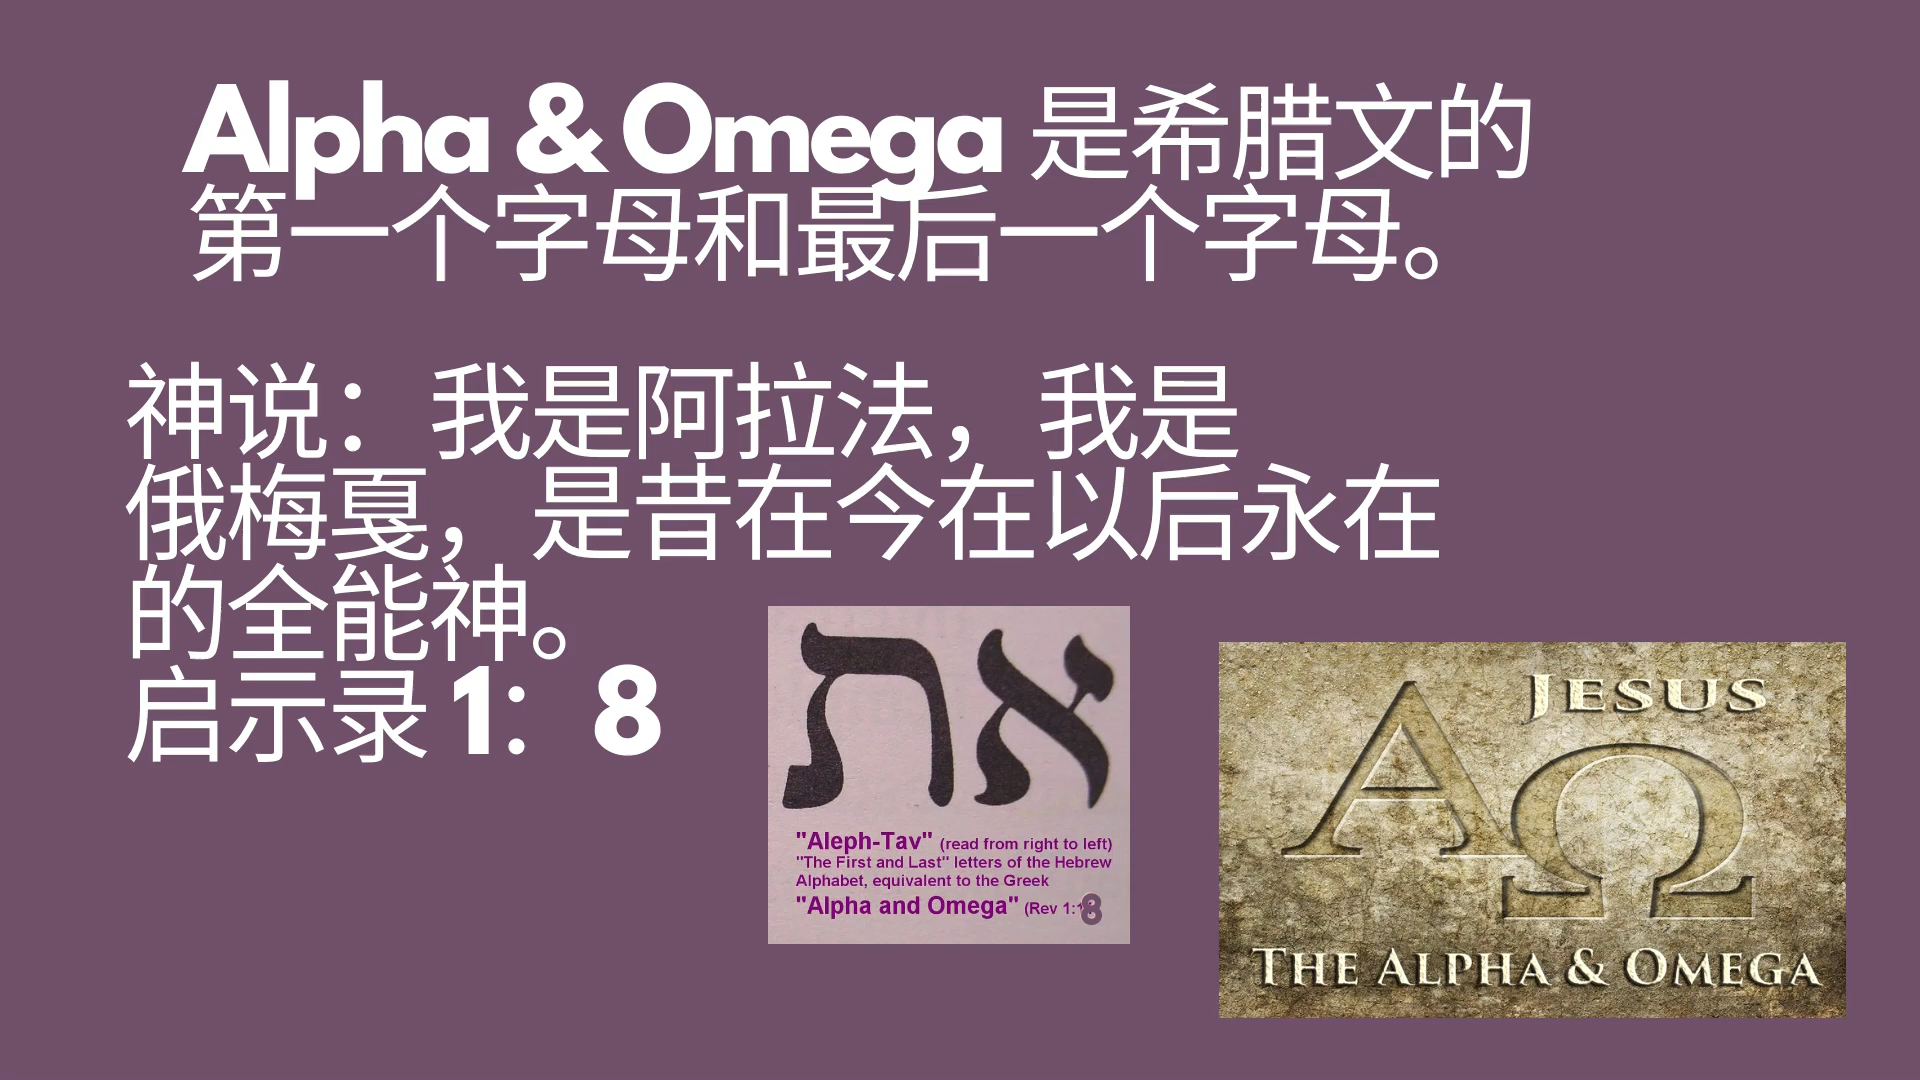 Alpha & Omega 是希腊文的
第一个字母和最后一个字母。
神说：我是阿拉法，我是
俄梅戛，是昔在今在以后永在
的全能神。
启示录 1：8
את
"Aleph-Tav" (read from right to left)
"The First and Last" letters of the Hebrew
Alphabet, equivalent to the Greek
"Alpha and Omega" (Rev 1:8
JESUS
ΑΩ
THE ALPHA & OMEGA